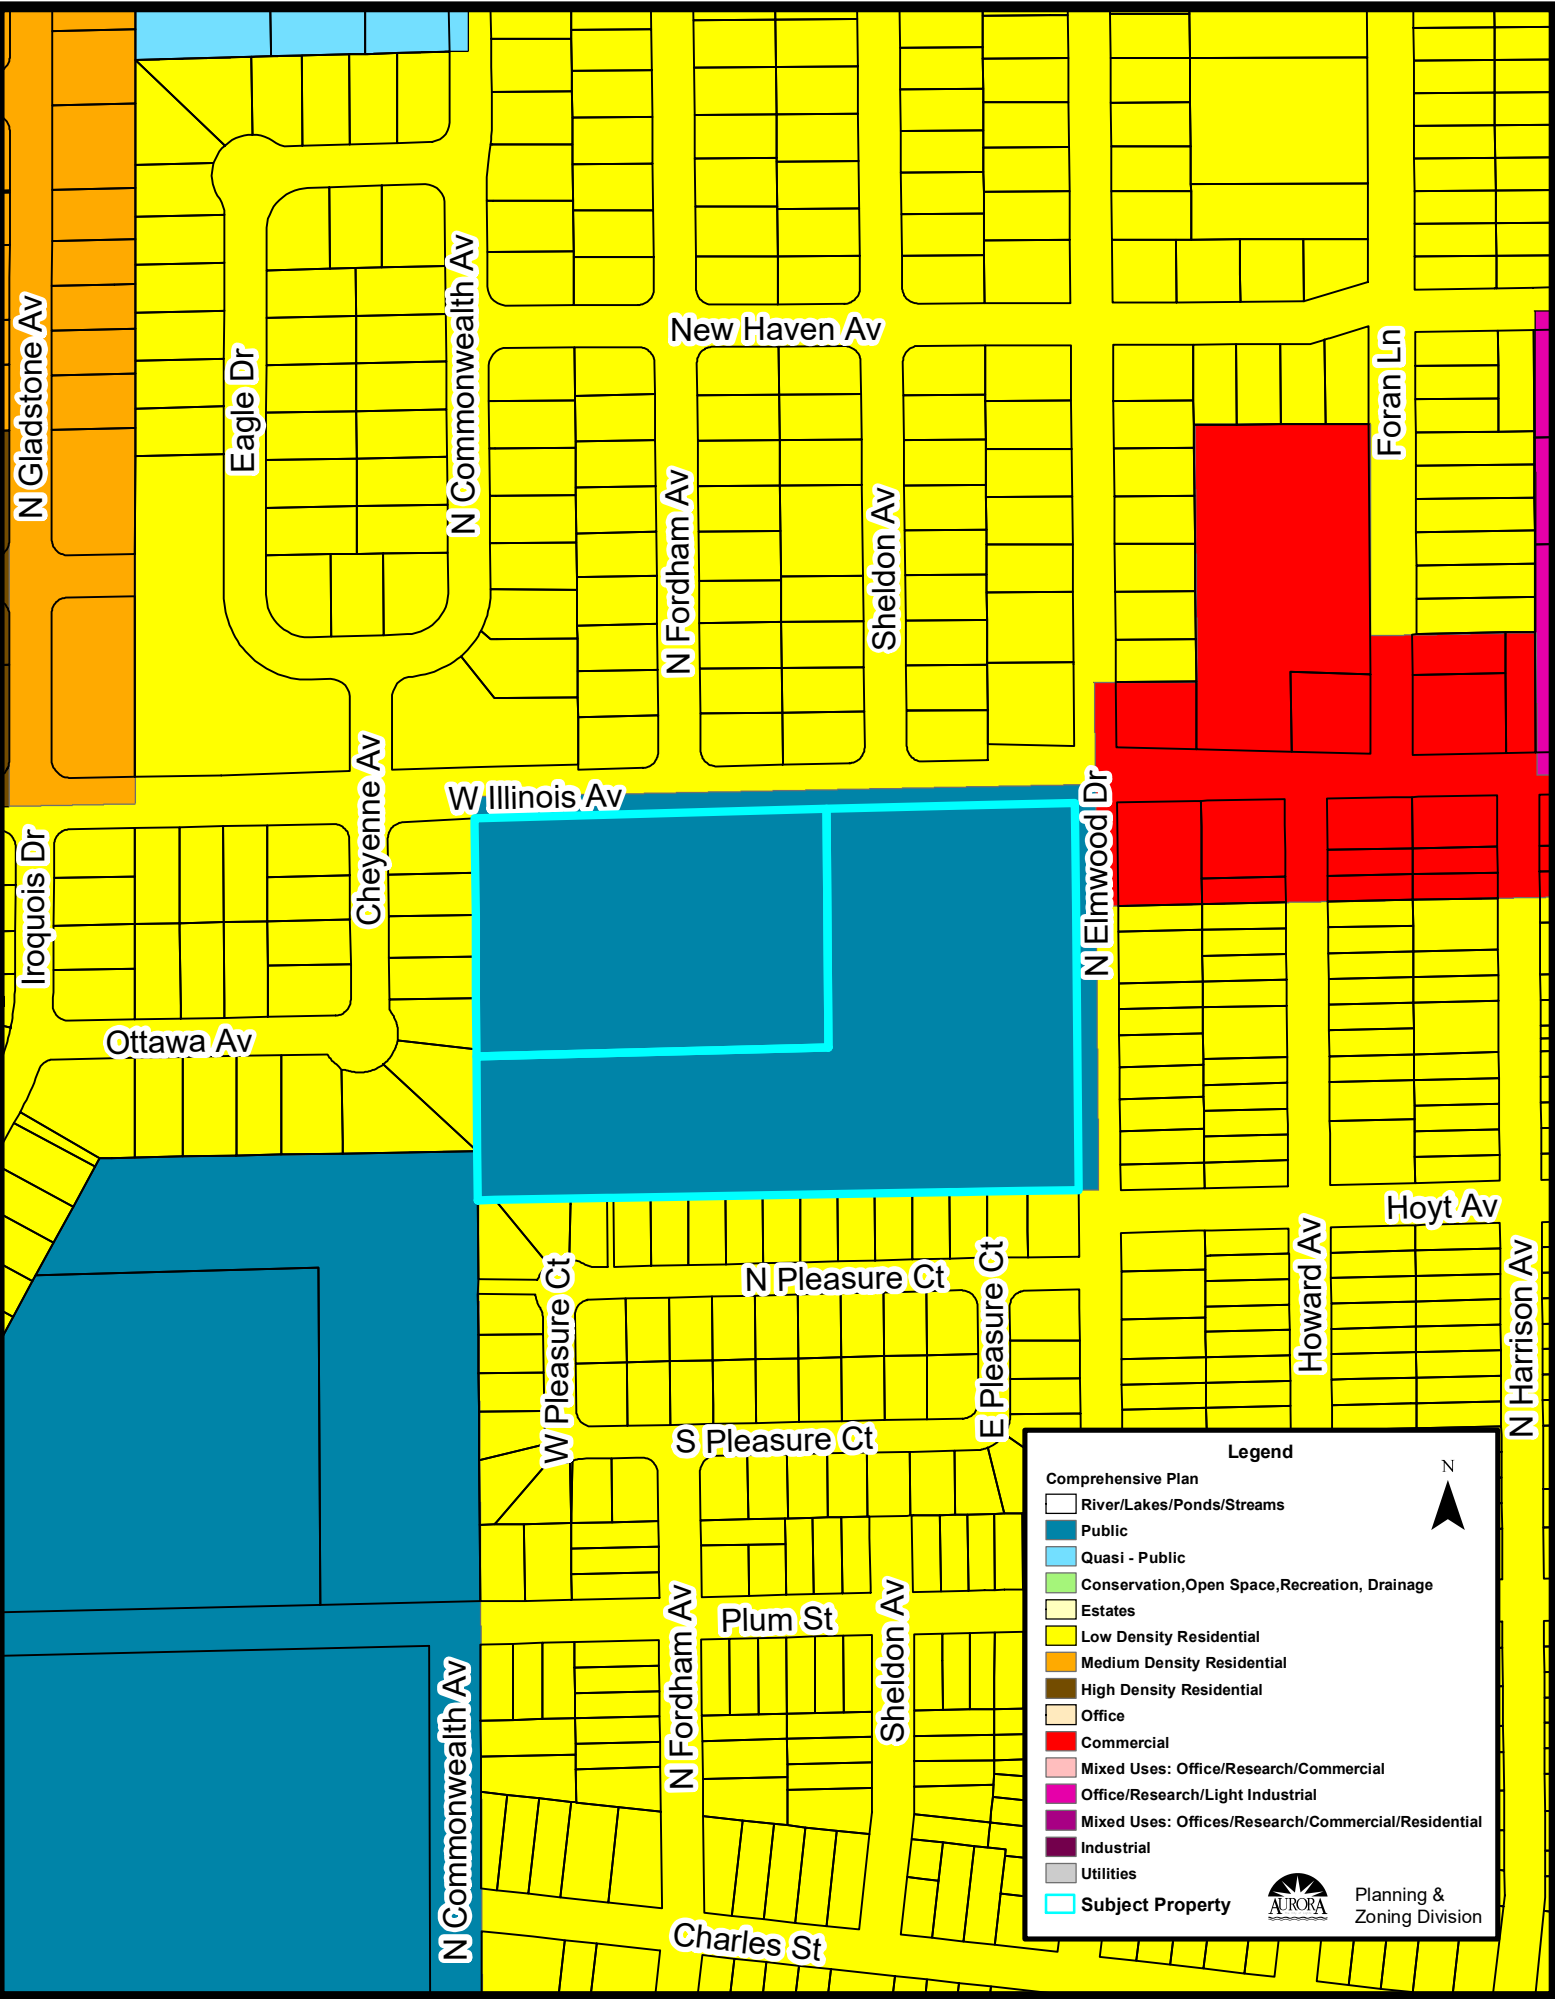 New Haven Av
N Gladstone Av
Eagle Dr
N Commonwealth Av
N Fordham Av
Sheldon Av
Foran Ln
W Illinois Av
Cheyenne Av
Iroquois Dr
N Elmwood Dr
Ottawa Av
Hoyt Av
Howard Av
N Harrison Av
W Pleasure Ct
N Pleasure Ct
E Pleasure Ct
S Pleasure Ct
Plum St
N Fordham Av
Sheldon Av
N Commonwealth Av
Charles St
Legend
N
Comprehensive Plan
River/Lakes/Ponds/Streams
Public
Quasi - Public
Conservation,Open Space,Recreation, Drainage
Estates
Low Density Residential
Medium Density Residential
High Density Residential
Office
Commercial
Mixed Uses: Office/Research/Commercial
Office/Research/Light Industrial
Mixed Uses: Offices/Research/Commercial/Residential
Industrial
Utilities
Subject Property
AURORA
Planning &
Zoning Division